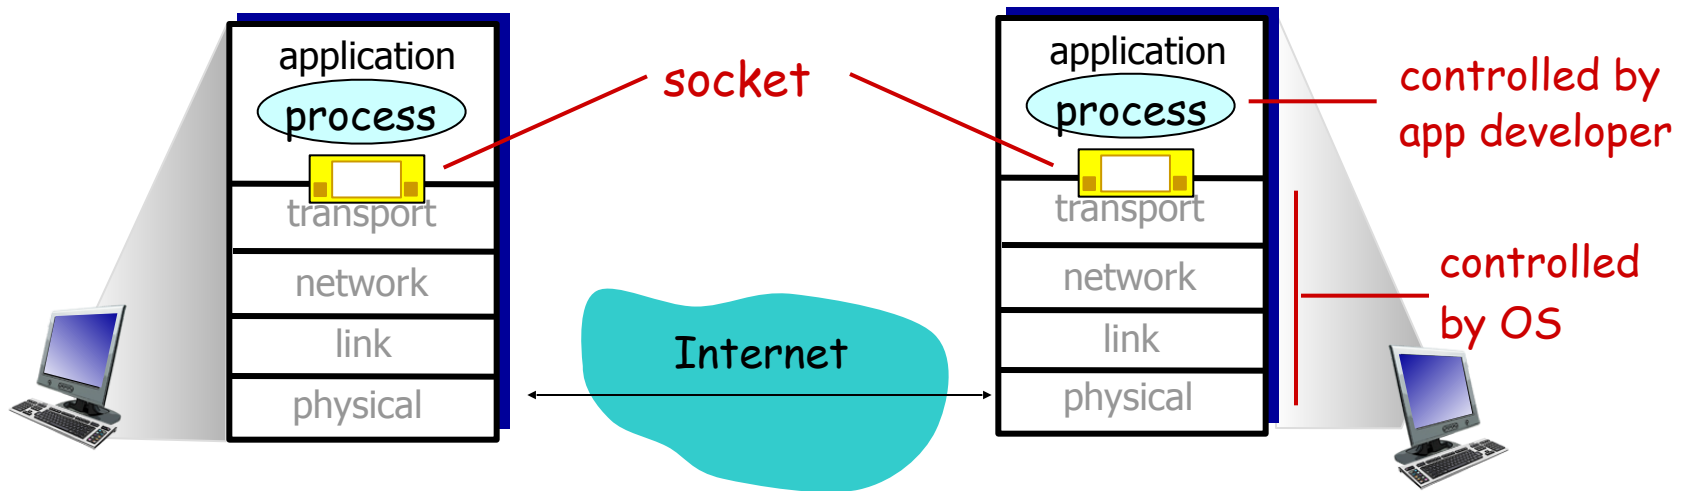 application
process
transport
network
link
physical
socket
Internet
application
process
transport
network
link
physical
controlled by
app developer
controlled
by OS